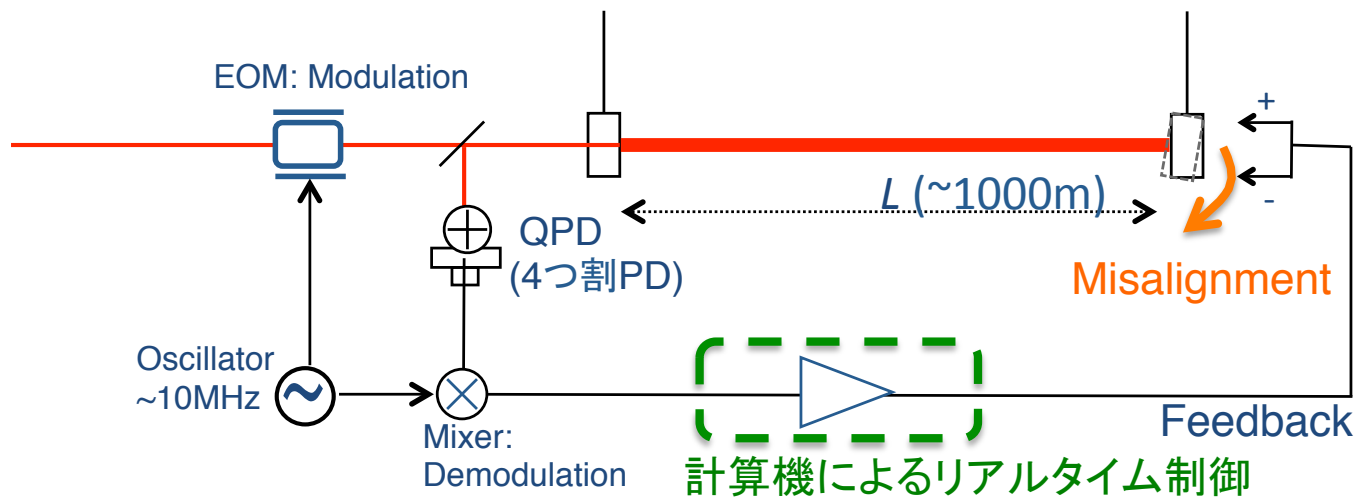 EOM: Modulation
+
-
L (~1000m)
QPD
(4つ割PD)
Misalignment
Oscillator
~10MHz
Mixer:
Demodulation
Feedback
計算機によるリアルタイム制御